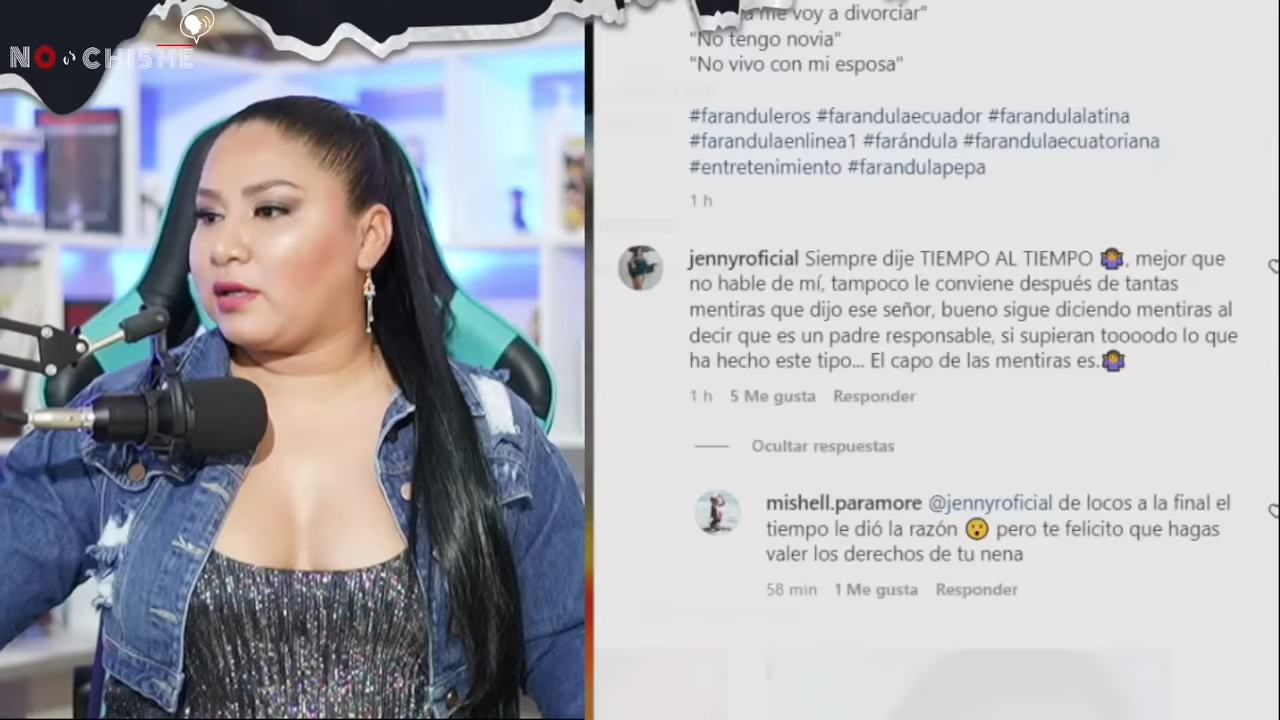 NO es CHISME
a me voy a divorciar"
"No tengo novia"
"No vivo con mi esposa"
#faranduleros #farandulaecuador #farandulalatina
#farandulaenlinea1 #farándula #farandulaecuatoriana
#entretenimiento #farandulapepa
1 h
jennyroficial Siempre dije TIEMPO AL TIEMPO 🤷‍♀️, mejor que
no hable de mí, tampoco le conviene después de tantas
mentiras que dijo ese señor, bueno sigue diciendo mentiras al
decir que es un padre responsable, si supieran toooodo lo que
ha hecho este tipo... El capo de las mentiras es.🤷‍♀️
1 h 5 Me gusta Responder
Ocultar respuestas
mishell.paramore @jennyroficial de locos a la final el
tiempo le dió la razón 😮 pero te felicito que hagas
valer los derechos de tu nena
58 min 1 Me gusta Responder